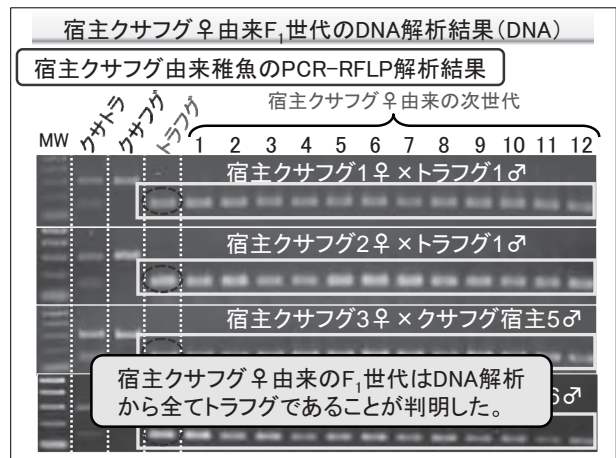 宿主クサフグ♀由来F₁世代のDNA解析結果(DNA)
宿主クサフグ由来稚魚のPCR-RFLP解析結果
宿主クサフグ♀由来の次世代
MW クサトラ クサフグ トラフグ 1 2 3 4 5 6 7 8 9 10 11 12
宿主クサフグ1♀×トラフグ1♂
宿主クサフグ2♀×トラフグ1♂
宿主クサフグ3♀×クサフグ宿主5♂
6♂
宿主クサフグ♀由来のF₁世代はDNA解析
から全てトラフグであることが判明した。